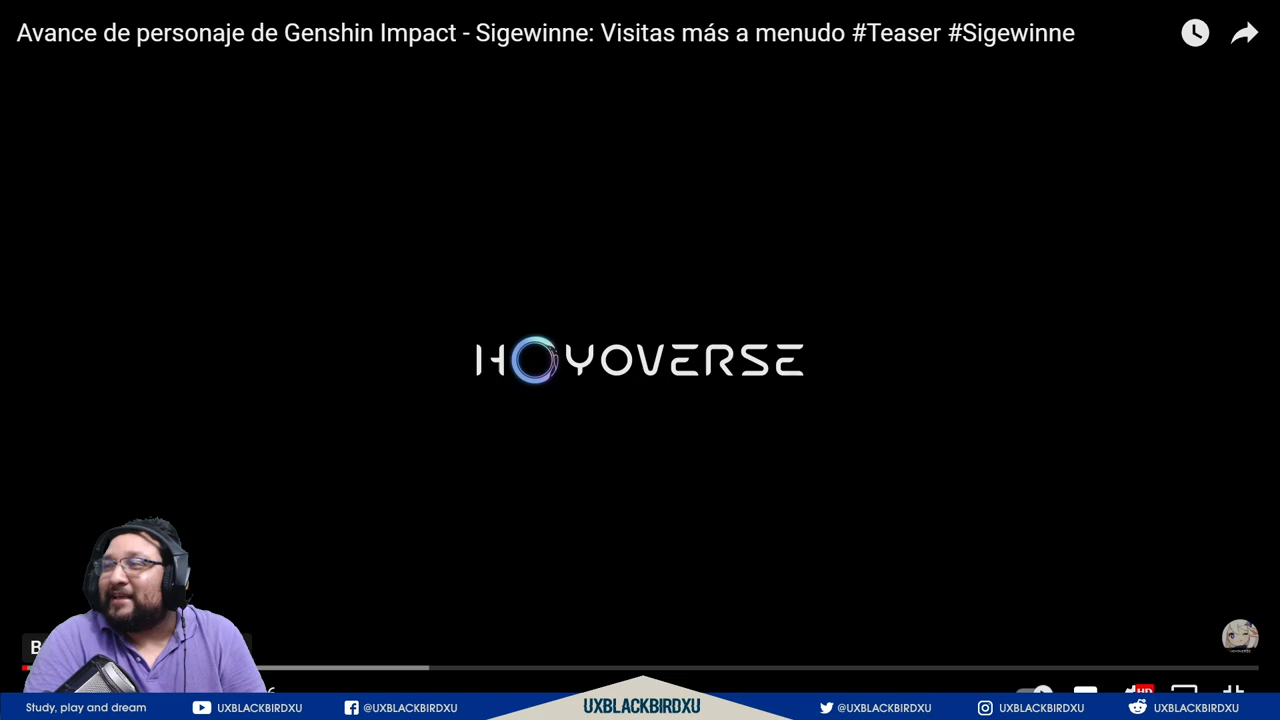 Avance de personaje de Genshin Impact - Sigewinne: Visitas más a menudo #Teaser #Sigewinne
HOYOVERSE
HD
Study, play and dream
UXBLACKBIRDXU
@UXBLACKBIRDXU
UXBLACKBIRDXU
@UXBLACKBIRDXU
UXBLACKBIRDXU
UXBLACKBIRDXU